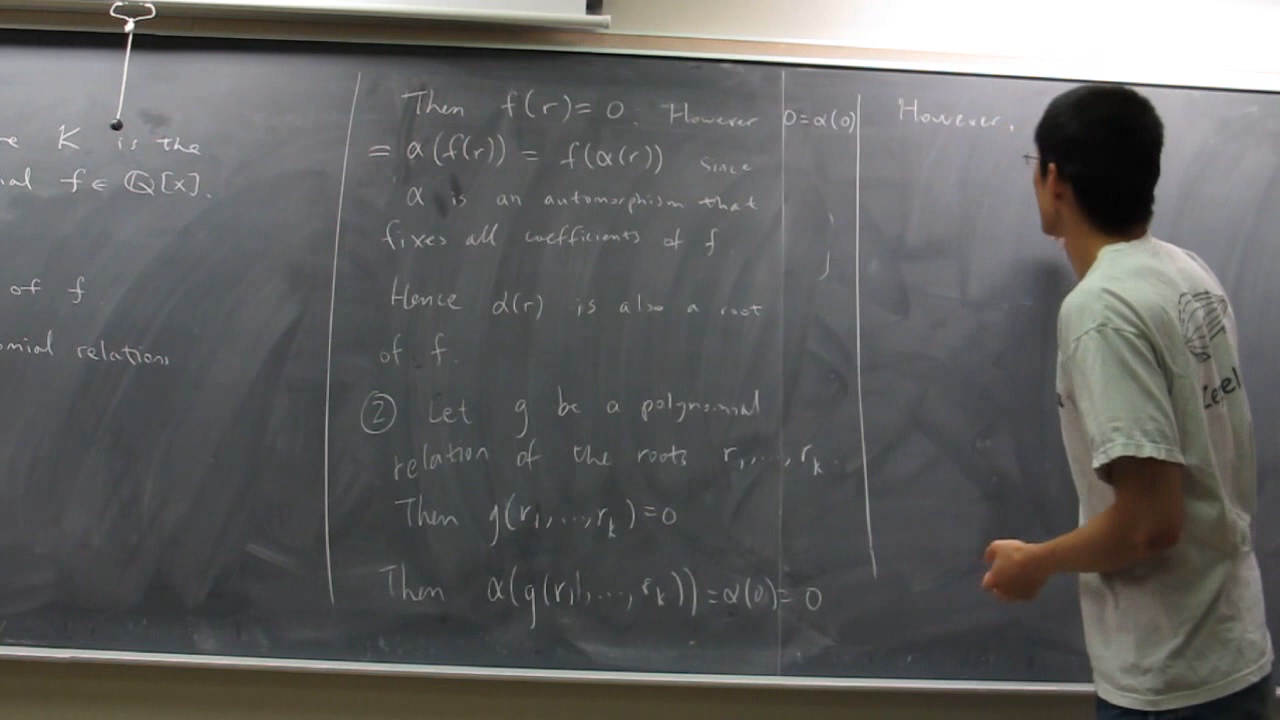 K is the
f ∈ ℚ[x].
of f
relations
Then f(r) = 0. However 0 = α(0)
= α(f(r)) = f(α(r)) since
α is an automorphism that
fixes all coefficients of f.
Hence α(r) is also a root
of f.
② Let g be a polynomial
relation of the roots r₁,...,rₖ.
Then g(r₁,...,rₖ) = 0
Then α(g(r₁,...,rₖ)) = α(0) = 0
However,